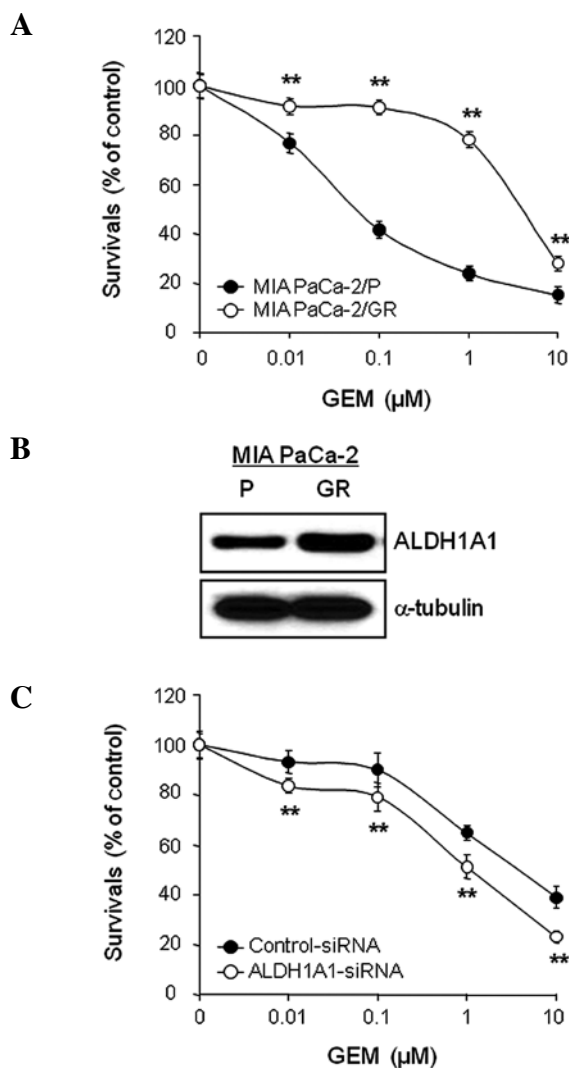 A
Survivals (% of control)
120
100
80
60
40
20
0
** ** ** **
MIA PaCa-2/P
MIA PaCa-2/GR
0 0.01 0.1 1 10
GEM (µM)
B
MIA PaCa-2
P GR
ALDH1A1
α-tubulin
C
Survivals (% of control)
120
100
80
60
40
20
0
** ** ** **
Control-siRNA
ALDH1A1-siRNA
0 0.01 0.1 1 10
GEM (µM)